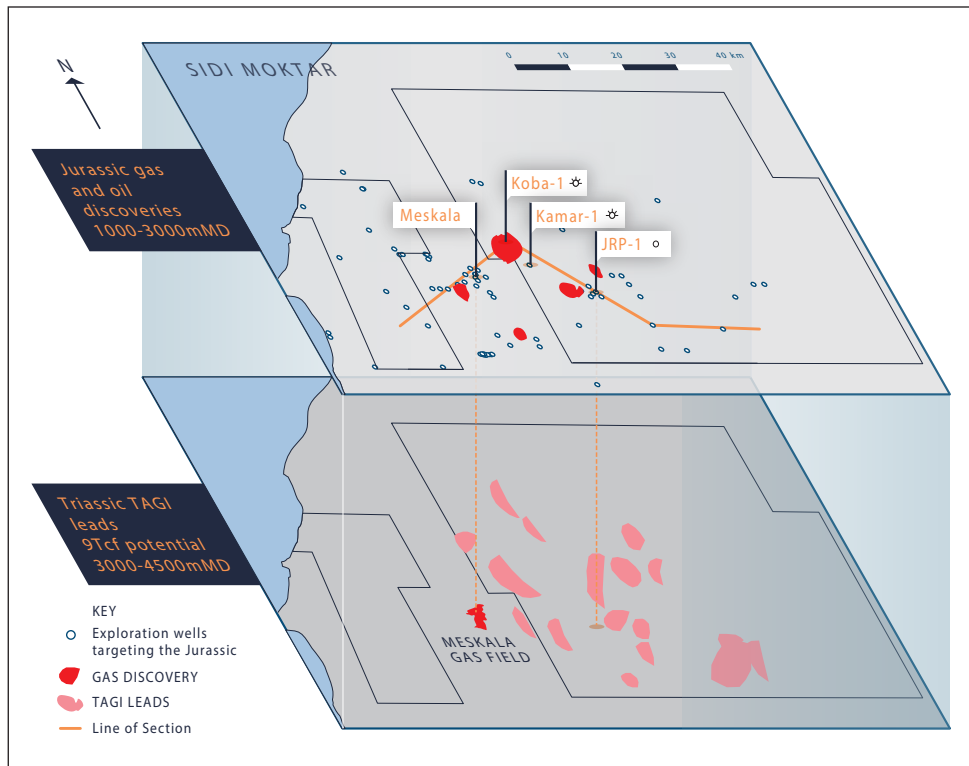 SIDI MOKTAR
0 10 20 30 40 km
N
Jurassic gas
and oil
discoveries
1000-3000mMD
Koba-1
Meskala
Kamar-1
JRP-1
Triassic TAGI
leads
9Tcf potential
3000-4500mMD
MESKALA
GAS FIELD
KEY
Exploration wells
targeting the Jurassic
GAS DISCOVERY
TAGI LEADS
Line of Section